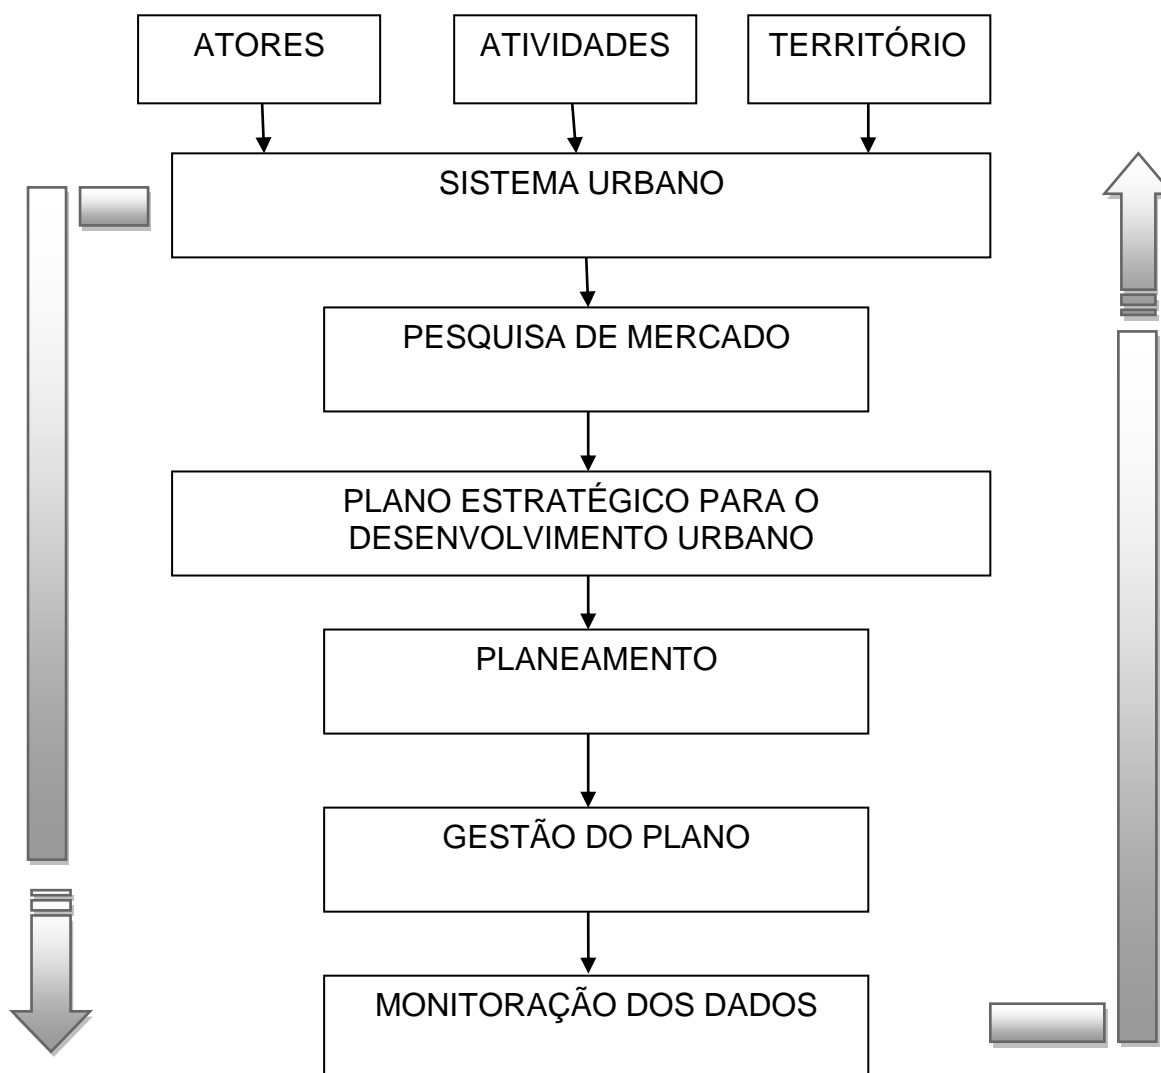 ATORES
ATIVIDADES
TERRITÓRIO
SISTEMA URBANO
PESQUISA DE MERCADO
PLANO ESTRATÉGICO PARA O
DESENVOLVIMENTO URBANO
PLANEAMENTO
GESTÃO DO PLANO
MONITORAÇÃO DOS DADOS